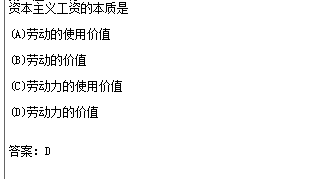 资本主义工资的本质是
(A)劳动的使用价值
(B)劳动的价值
(C)劳动力的使用价值
(D)劳动力的价值
答案：D